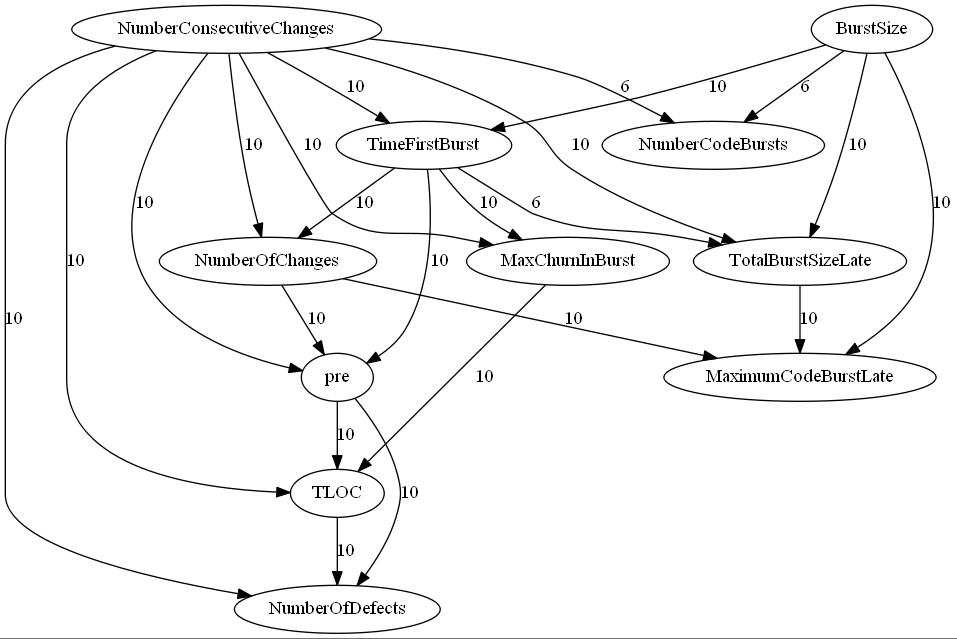 NumberConsecutiveChanges BurstSize
10 6 10 6
TimeFirstBurst NumberCodeBursts
10 10 10 10
10 10 10 6 10
10 NumberOfChanges 10 MaxChurnInBurst TotalBurstSizeLate
10 10 10 10
pre MaximumCodeBurstLate
10 10
TLOC 10
10
NumberOfDefects